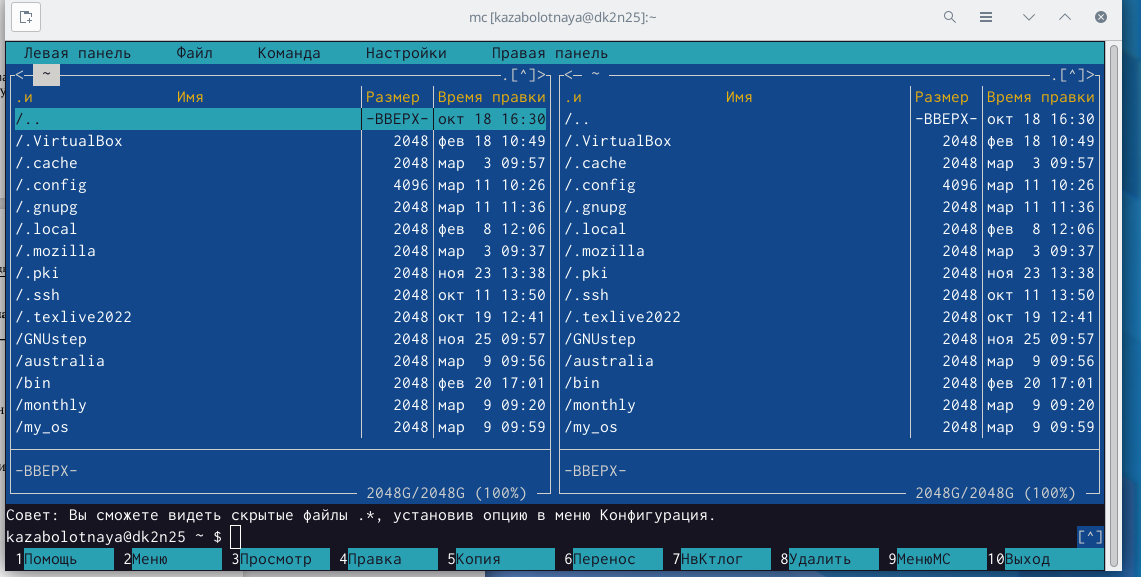 mc [kazabolotnaya@dk2n25]:~
Левая панель Файл Команда Настройки Правая панель
<─ ~ .[^]> <─ ~ .[^]>
.и Имя Размер Время правки .и Имя Размер Время правки
/.. -ВВЕРХ- окт 18 16:30 /.. -ВВЕРХ- окт 18 16:30
/.VirtualBox 2048 фев 18 10:49 /.VirtualBox 2048 фев 18 10:49
/.cache 2048 мар 3 09:57 /.cache 2048 мар 3 09:57
/.config 4096 мар 11 10:26 /.config 4096 мар 11 10:26
/.gnupg 2048 мар 11 11:36 /.gnupg 2048 мар 11 11:36
/.local 2048 фев 8 12:06 /.local 2048 фев 8 12:06
/.mozilla 2048 мар 3 09:37 /.mozilla 2048 мар 3 09:37
/.pki 2048 ноя 23 13:38 /.pki 2048 ноя 23 13:38
/.ssh 2048 окт 11 13:50 /.ssh 2048 окт 11 13:50
/.texlive2022 2048 окт 19 12:41 /.texlive2022 2048 окт 19 12:41
/GNUstep 2048 ноя 25 09:57 /GNUstep 2048 ноя 25 09:57
/australia 2048 мар 9 09:56 /australia 2048 мар 9 09:56
/bin 2048 фев 20 17:01 /bin 2048 фев 20 17:01
/monthly 2048 мар 9 09:20 /monthly 2048 мар 9 09:20
/my_os 2048 мар 9 09:59 /my_os 2048 мар 9 09:59
-ВВЕРХ- -ВВЕРХ-
2048G/2048G (100%) 2048G/2048G (100%)
Совет: Вы сможете видеть скрытые файлы .*, установив опцию в меню Конфигурация.
kazabolotnaya@dk2n25 ~ $ [^]
1Помощь 2Меню 3Просмотр 4Правка 5Копия 6Перенос 7НвКтлог 8Удалить 9МенюMC 10Выход